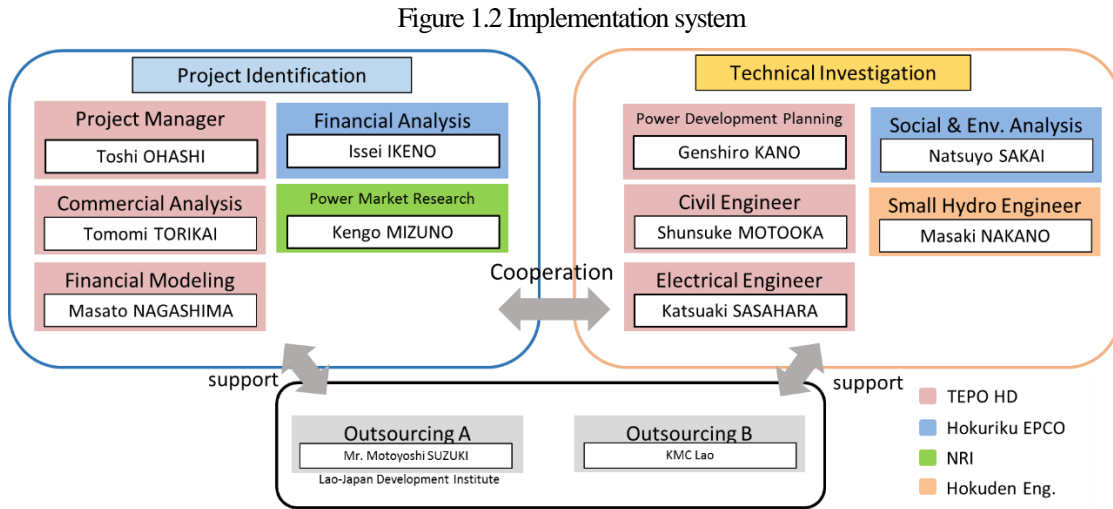 Figure 1.2 Implementation system
Project Identification
Project Manager
Toshi OHASHI
Financial Analysis
Issei IKENO
Commercial Analysis
Tomomi TORIKAI
Power Market Research
Kengo MIZUNO
Financial Modeling
Masato NAGASHIMA
Cooperation
Technical Investigation
Power Development Planning
Genshiro KANO
Social & Env. Analysis
Natsuyo SAKAI
Civil Engineer
Shunsuke MOTOOKA
Small Hydro Engineer
Masaki NAKANO
Electrical Engineer
Katsuaki SASAHARA
support
support
Outsourcing A
Mr. Motoyoshi SUZUKI
Lao-Japan Development Institute
Outsourcing B
KMC Lao
TEPO HD
Hokuriku EPCO
NRI
Hokuden Eng.